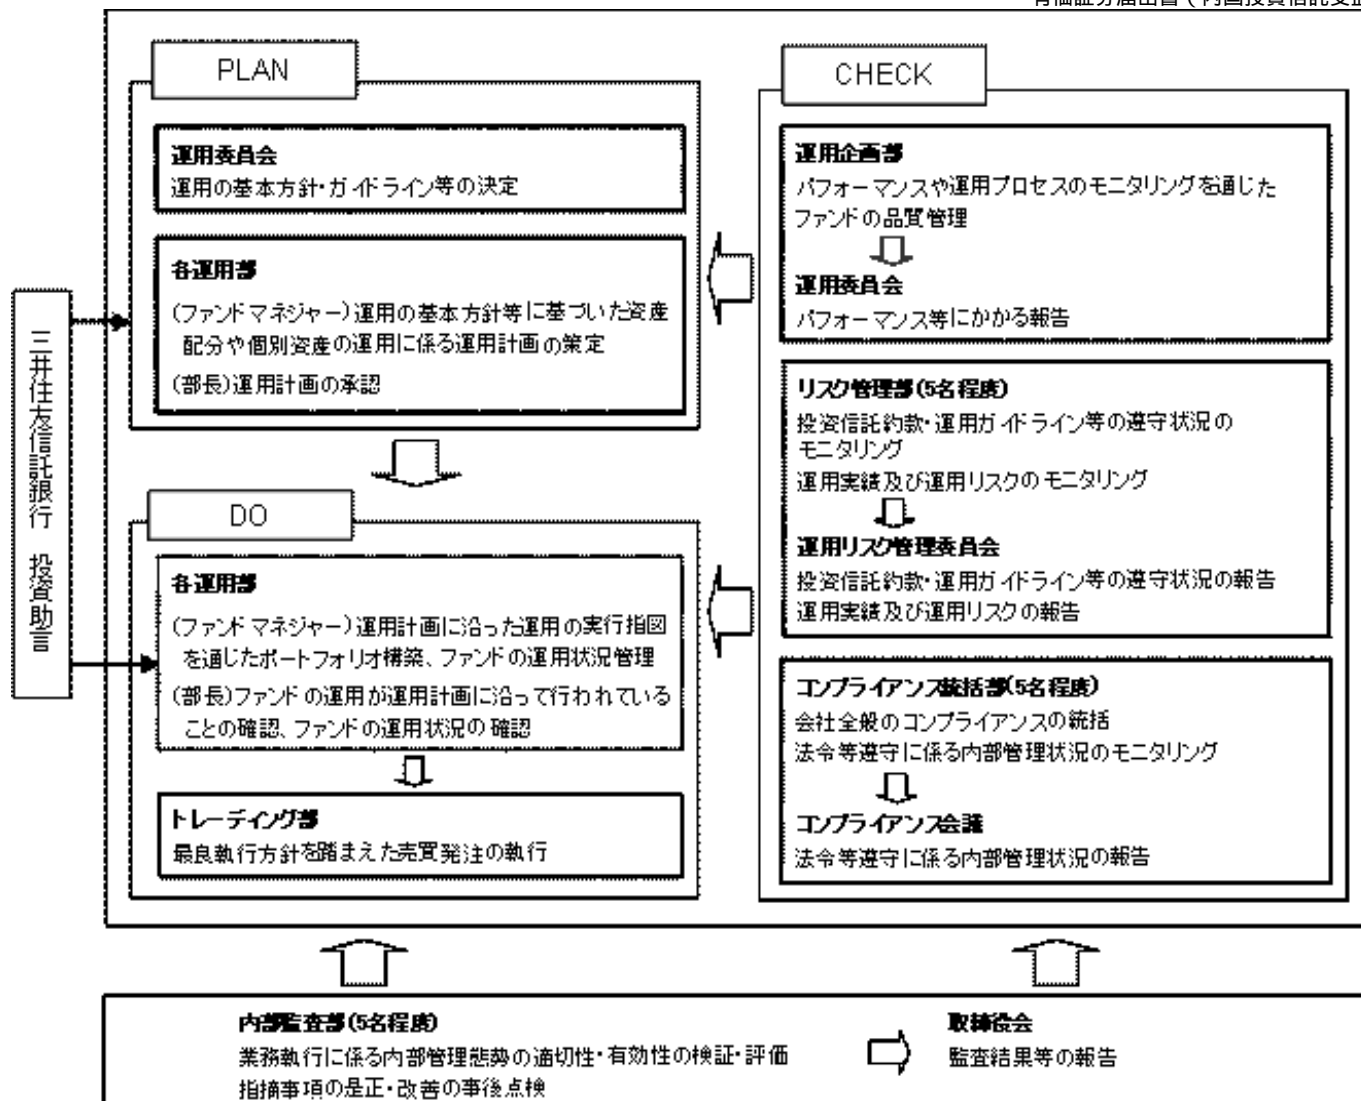 PLAN
運用委員会
運用の基本方針・ガイドライン等の決定
各運用部
(ファンドマネジャー)運用の基本方針等に基づいた資産
配分や個別資産の運用に係る運用計画の策定
(部長)運用計画の承認
三井住友信託銀行 投資助言
DO
各運用部
(ファンドマネジャー)運用計画に沿った運用の実行指図
を通じたポートフォリオ構築、ファンドの運用状況管理
(部長)ファンドの運用が運用計画に沿って行われている
ことの確認、ファンドの運用状況の確認
トレーディング部
最良執行方針を踏まえた売買発注の執行
CHECK
運用企画部
パフォーマンスや運用プロセスのモニタリングを通じた
ファンドの品質管理
運用委員会
パフォーマンス等にかかる報告
リスク管理部(5名程度)
投資信託約款・運用ガイドライン等の遵守状況の
モニタリング
運用実績及び運用リスクのモニタリング
運用リスク管理委員会
投資信託約款・運用ガイドライン等の遵守状況の報告
運用実績及び運用リスクの報告
コンプライアンス統括部(5名程度)
会社全般のコンプライアンスの統括
法令等遵守に係る内部管理状況のモニタリング
コンプライアンス会議
法令等遵守に係る内部管理状況の報告
内部監査部(5名程度)
業務執行に係る内部管理態勢の適切性・有効性の検証・評価
指摘事項の是正・改善の事後点検
取締役会
監査結果等の報告